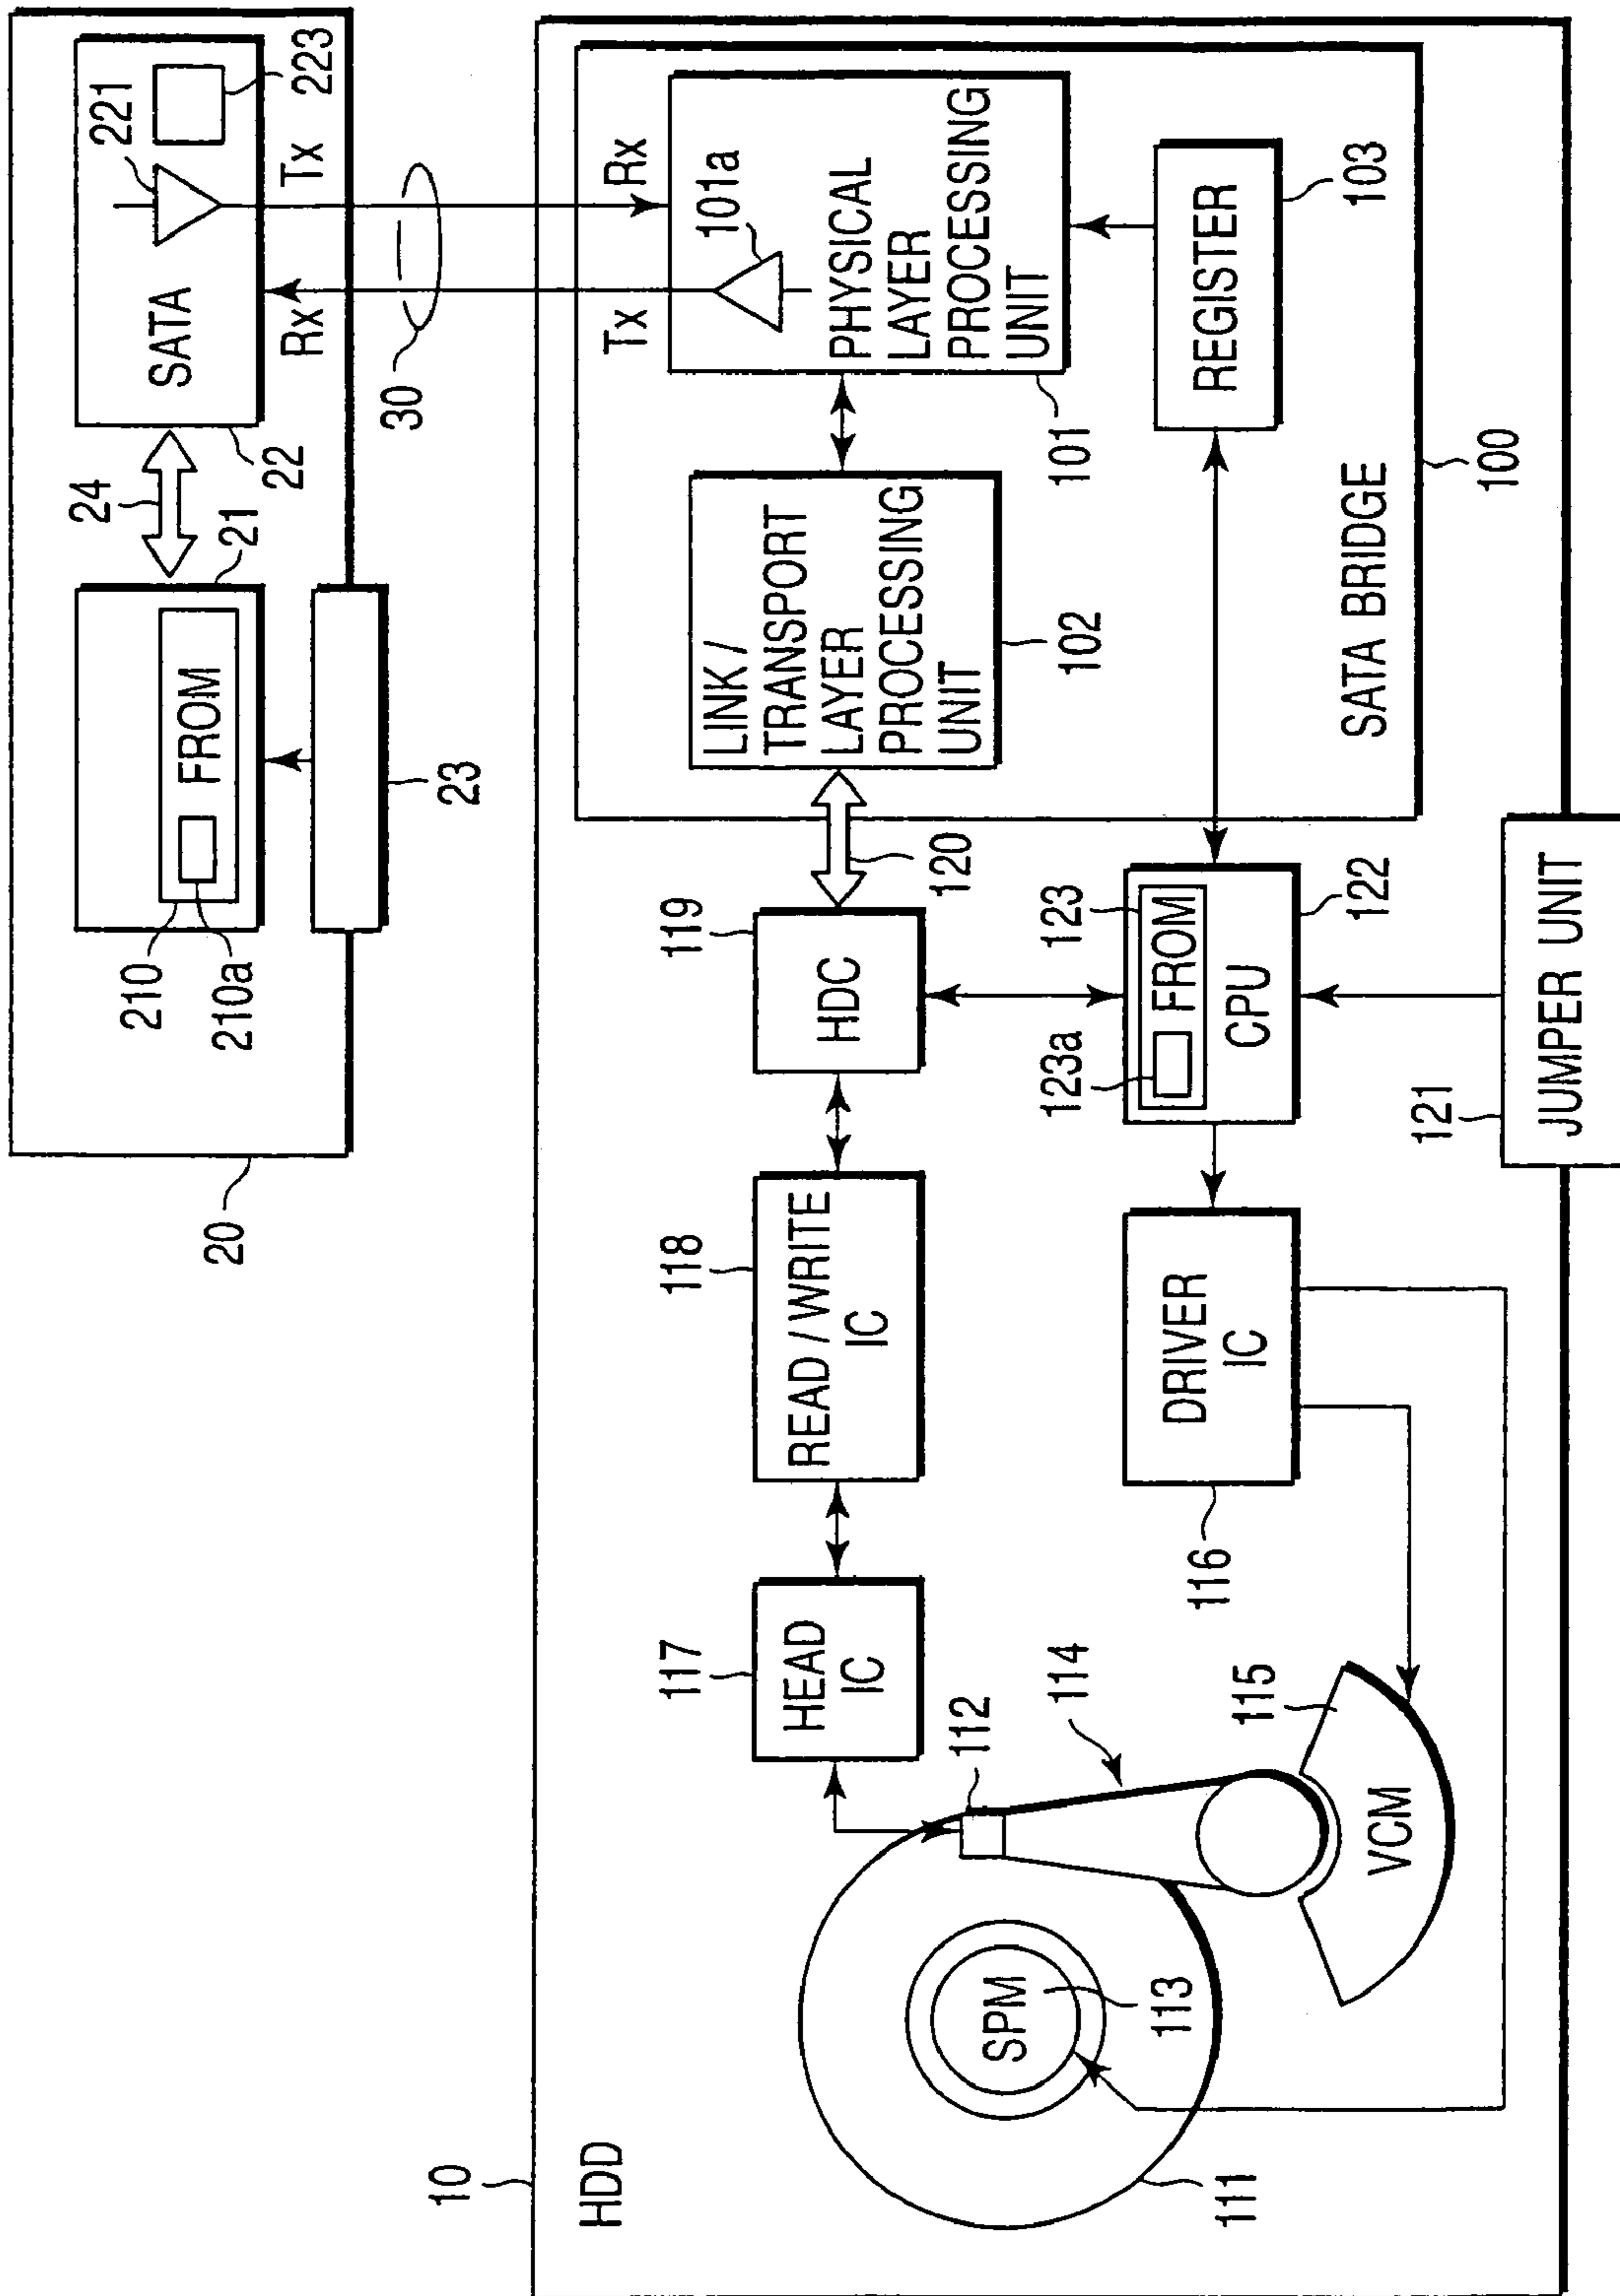 20
210
210a
FROM
21
23
24
22
SATA
221
223
Rx
Tx
30
10
HDD
Tx
Rx
101a
PHYSICAL
LAYER
PROCESSING
UNIT
101
LINK /
TRANSPORT
LAYER
PROCESSING
UNIT
102
REGISTER
103
SATA BRIDGE
100
117
HEAD
IC
118
READ / WRITE
IC
119
HDC
120
112
114
SPM
113
111
115
VCM
DRIVER
IC
116
123a
123
FROM
CPU
122
121
JUMPER UNIT